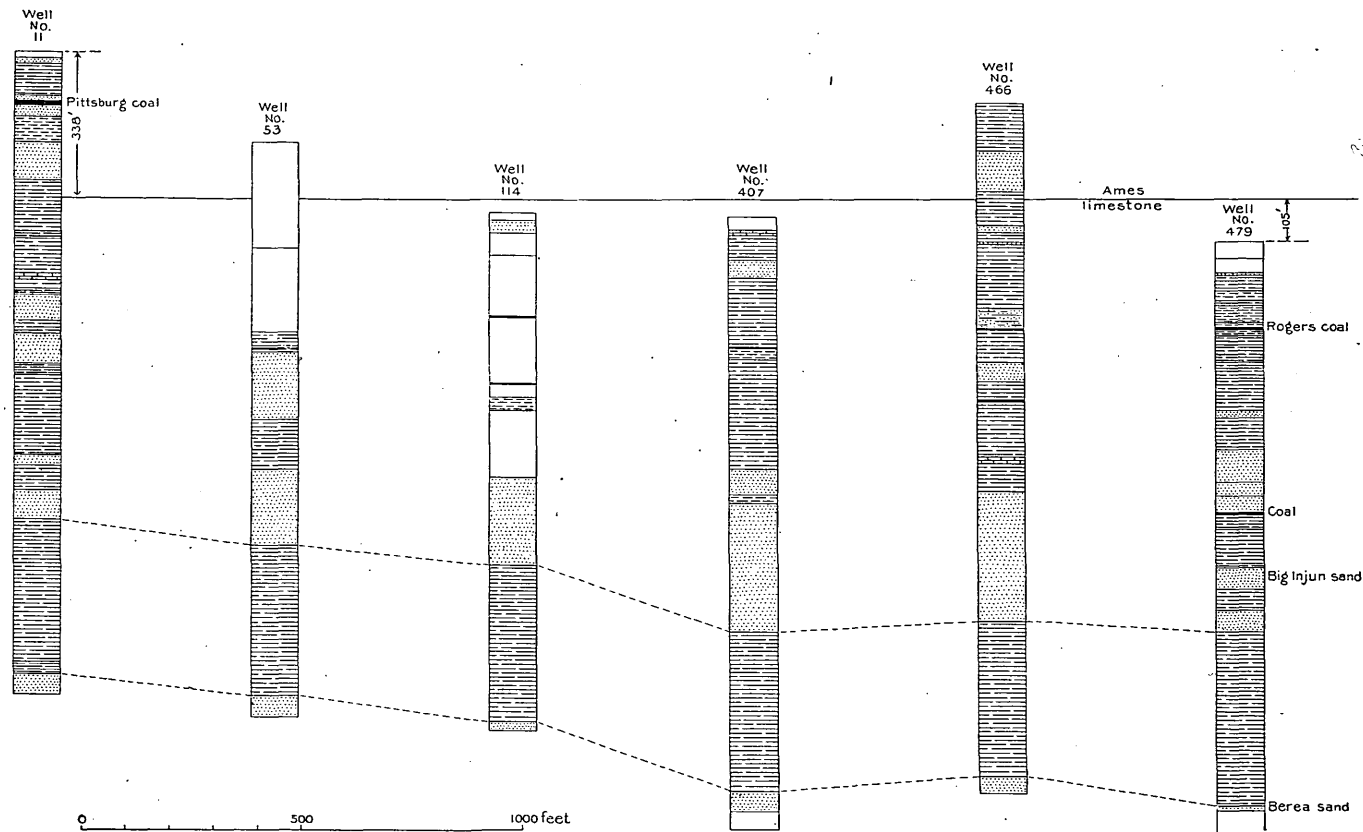 Well
No.
11
338'
Pittsburg coal
Well
No.
53
Well
No.
114
Well
No.
407
Well
No.
466
Ames
limestone
Well
No.
479
105'
Rogers coal
Coal
Big Injun sand
Berea sand
0
500
1000 feet